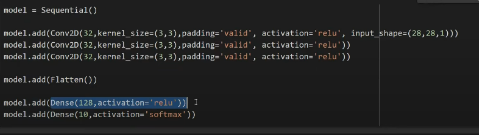 model = Sequential()
model.add(Conv2D(32,kernel_size=(3,3),padding='valid', activation='relu', input_shape=(28,28,1)))
model.add(Conv2D(32,kernel_size=(3,3),padding='valid', activation='relu'))
model.add(Conv2D(32,kernel_size=(3,3),padding='valid', activation='relu'))
model.add(Flatten())
model.add(Dense(128,activation='relu'))
model.add(Dense(10,activation='softmax'))